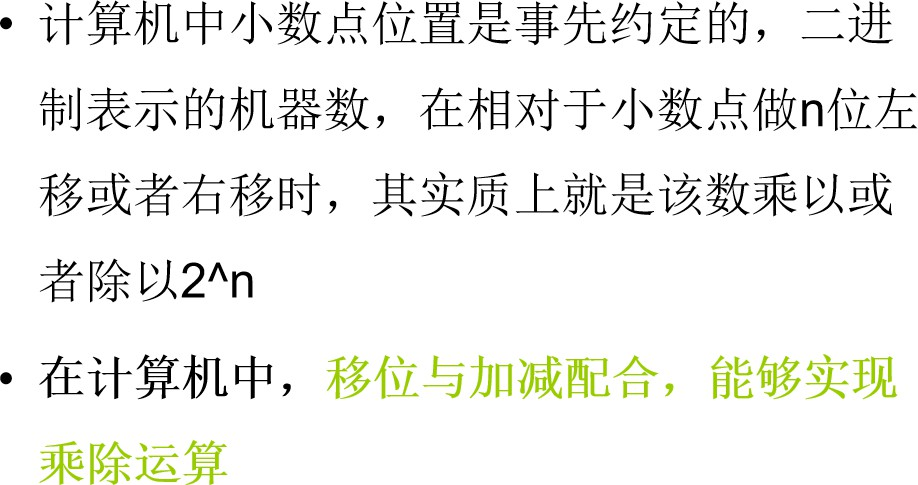 • 计算机中小数点位置是事先约定的，二进
制表示的机器数，在相对于小数点做n位左
移或者右移时，其实质上就是该数乘以或
者除以2^n
• 在计算机中，移位与加减配合，能够实现
乘除运算